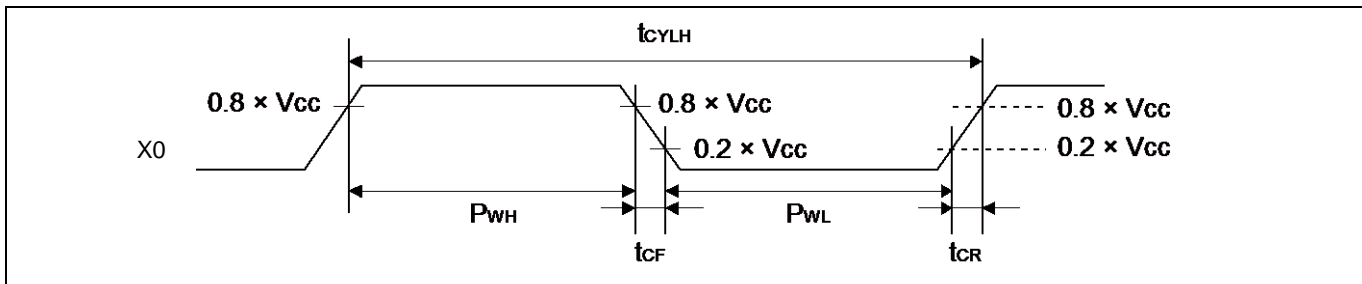 tCYLH
0.8 × VCC
0.8 × VCC
0.8 × VCC
X0
0.2 × VCC
0.2 × VCC
PWH
PWL
tCF
tCR